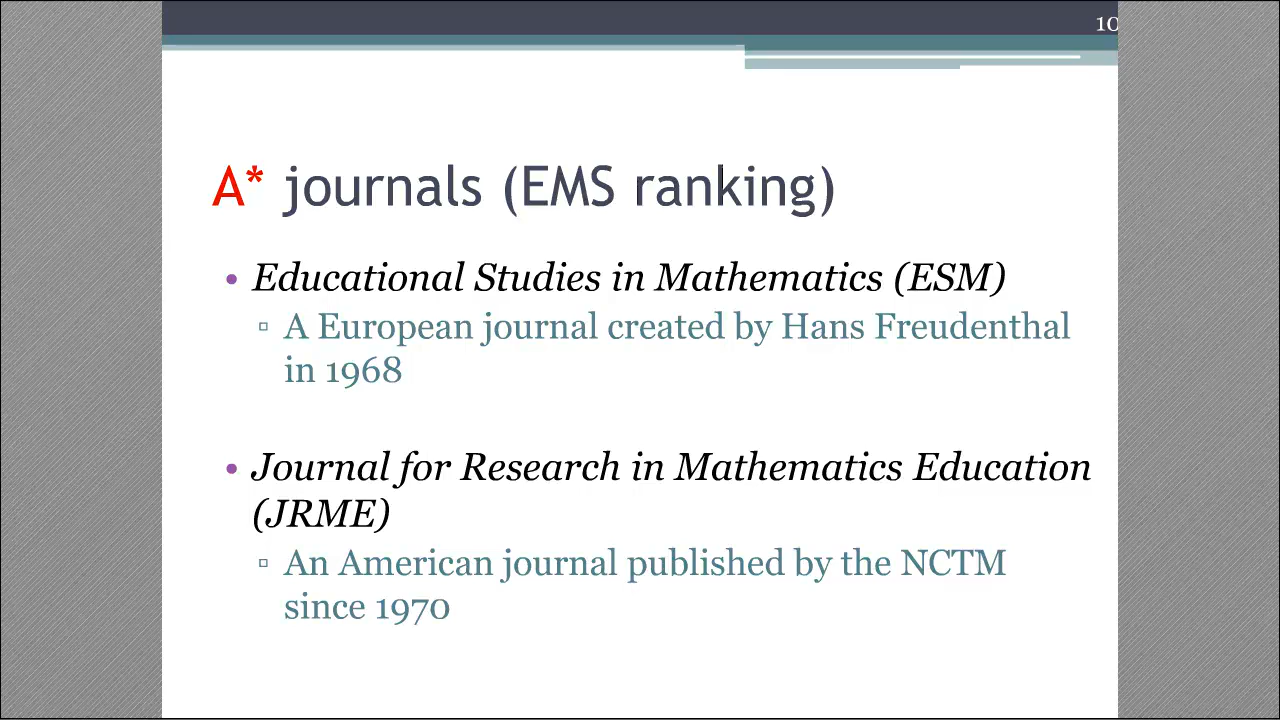 10
A* journals (EMS ranking)
• Educational Studies in Mathematics (ESM)
▫ A European journal created by Hans Freudenthal
in 1968
• Journal for Research in Mathematics Education
(JRME)
▫ An American journal published by the NCTM
since 1970